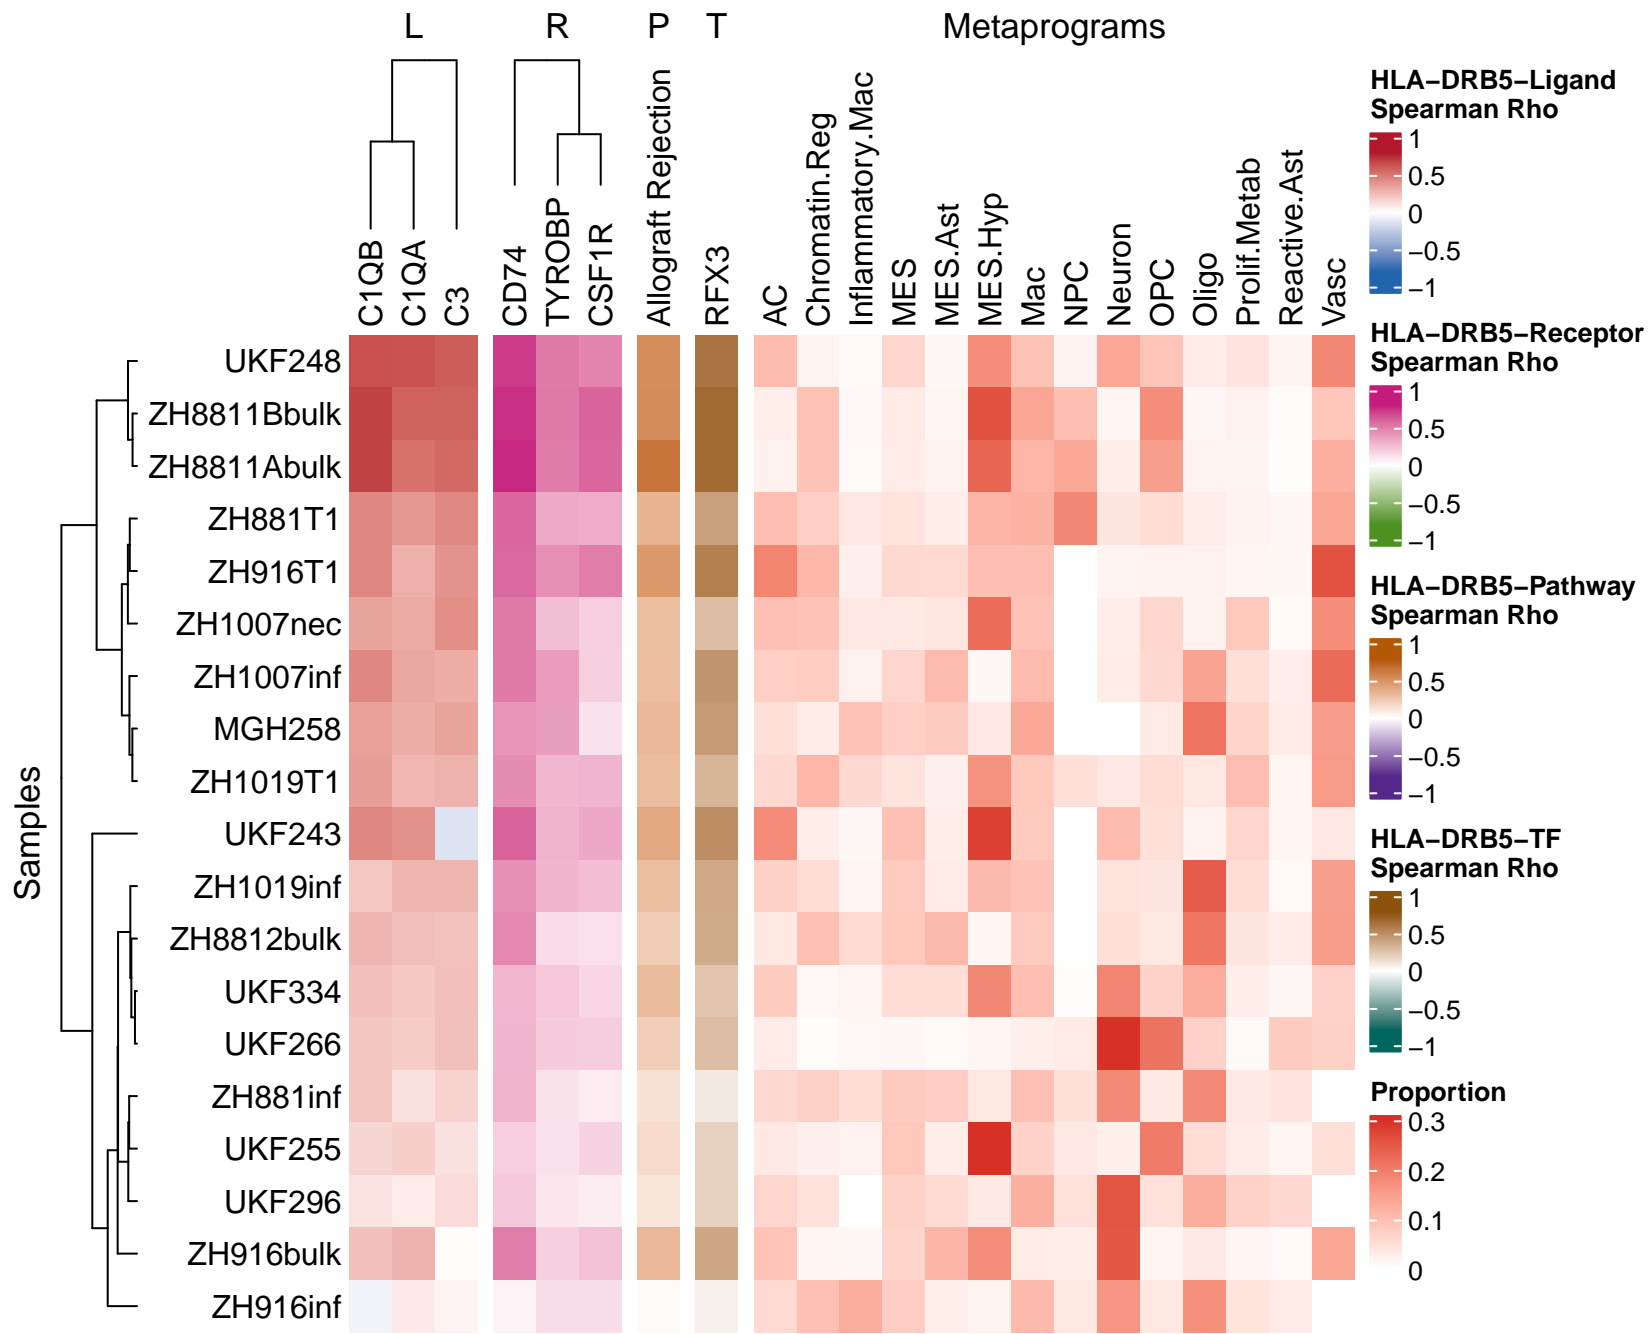 L R P T Metaprograms
C1QB
C1QA
C3
CD74
TYROBP
CSF1R
Allograft Rejection
RFX3
AC
Chromatin.Reg
Inflammatory.Mac
MES
MES.Ast
MES.Hyp
Mac
NPC
Neuron
OPC
Oligo
Prolif.Metab
Reactive.Ast
Vasc
Samples
UKF248
ZH8811Bbulk
ZH8811Abulk
ZH881T1
ZH916T1
ZH1007nec
ZH1007inf
MGH258
ZH1019T1
UKF243
ZH1019inf
ZH8812bulk
UKF334
UKF266
ZH881inf
UKF255
UKF296
ZH916bulk
ZH916inf
HLA−DRB5−Ligand
Spearman Rho
1
0.5
0
−0.5
−1
HLA−DRB5−Receptor
Spearman Rho
1
0.5
0
−0.5
−1
HLA−DRB5−Pathway
Spearman Rho
1
0.5
0
−0.5
−1
HLA−DRB5−TF
Spearman Rho
1
0.5
0
−0.5
−1
Proportion
0.3
0.2
0.1
0